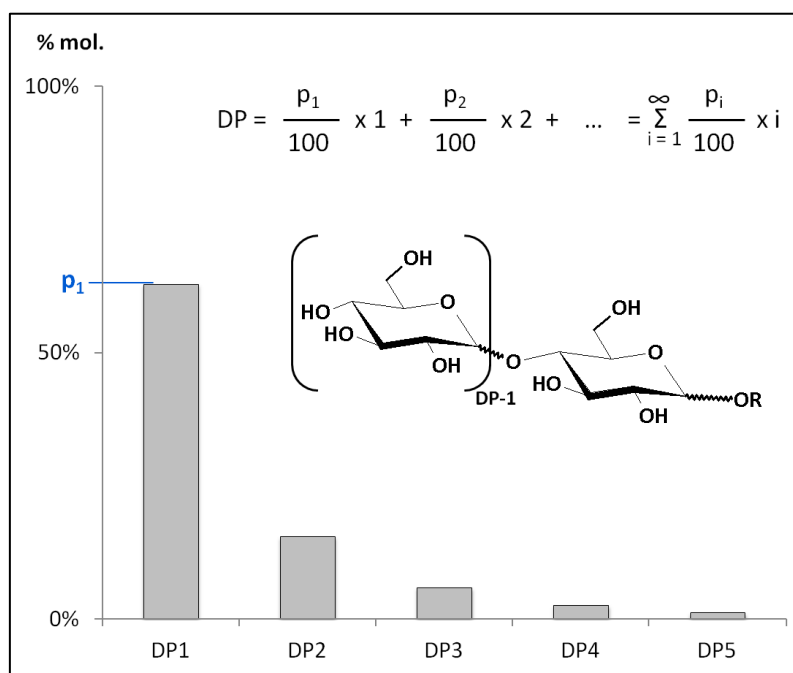 % mol.
100%
DP = p₁/100 x 1 + p₂/100 x 2 + ... = ∞ Σ i = 1 pᵢ/100 x i
p₁
50%
0%
OH
HO
O
HO
OH
DP-1
O
OH
O
HO
OH
OR
DP1 DP2 DP3 DP4 DP5